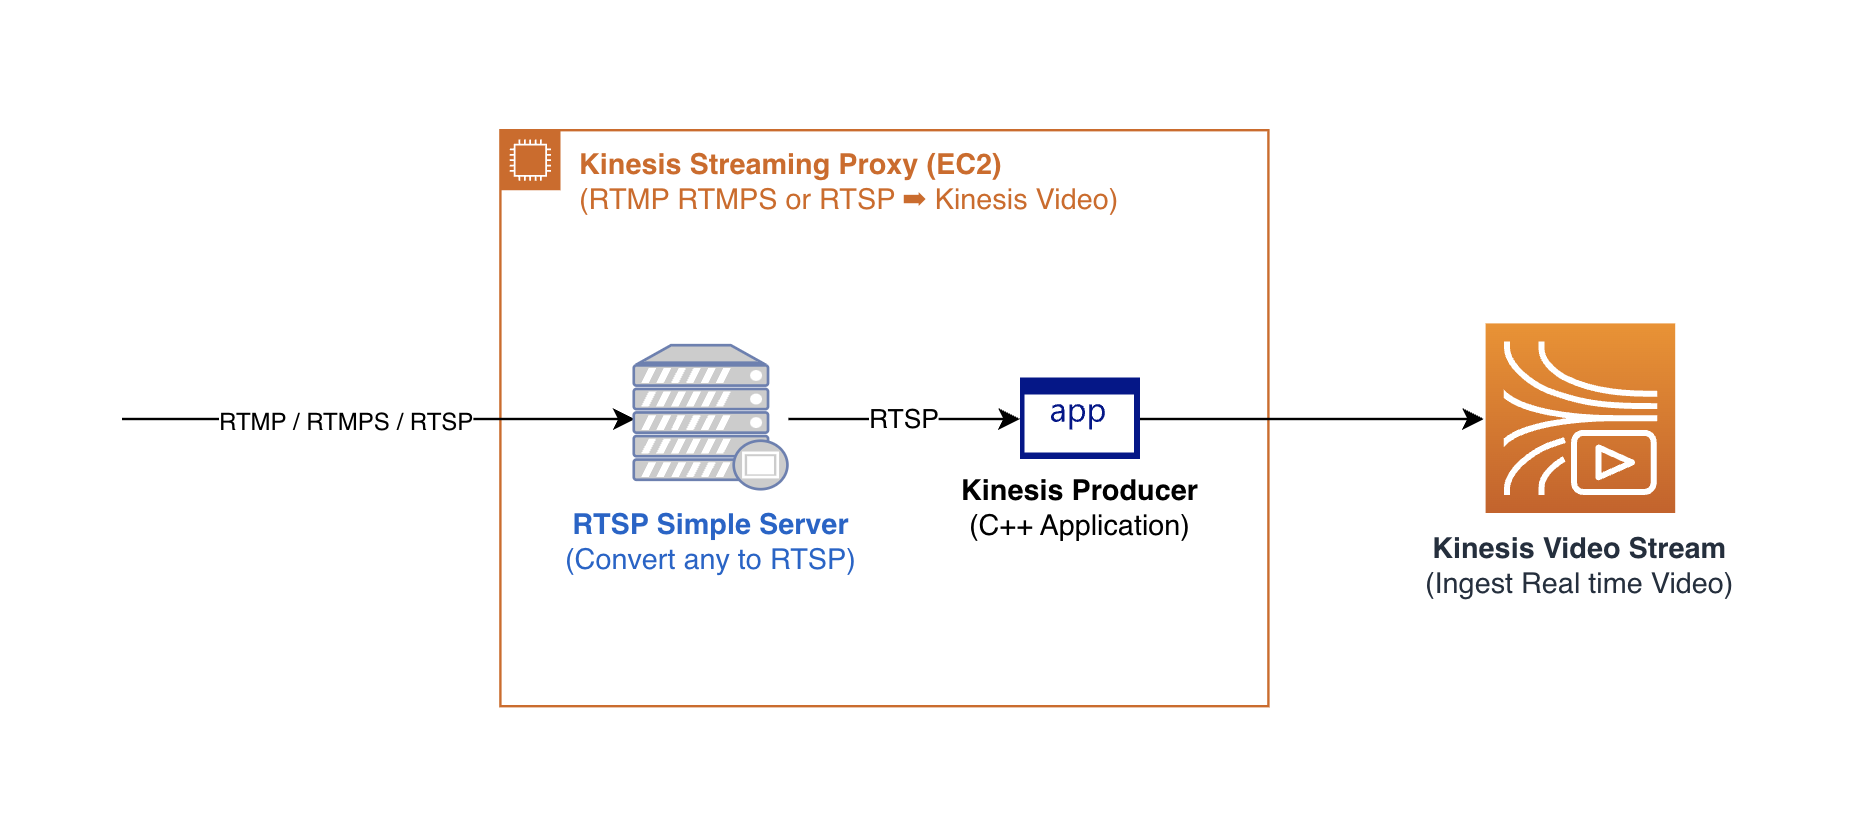 Kinesis Streaming Proxy (EC2)
(RTMP RTMPS or RTSP ➡ Kinesis Video)
RTMP / RTMPS / RTSP
RTSP
app
RTSP Simple Server
(Convert any to RTSP)
Kinesis Producer
(C++ Application)
Kinesis Video Stream
(Ingest Real time Video)